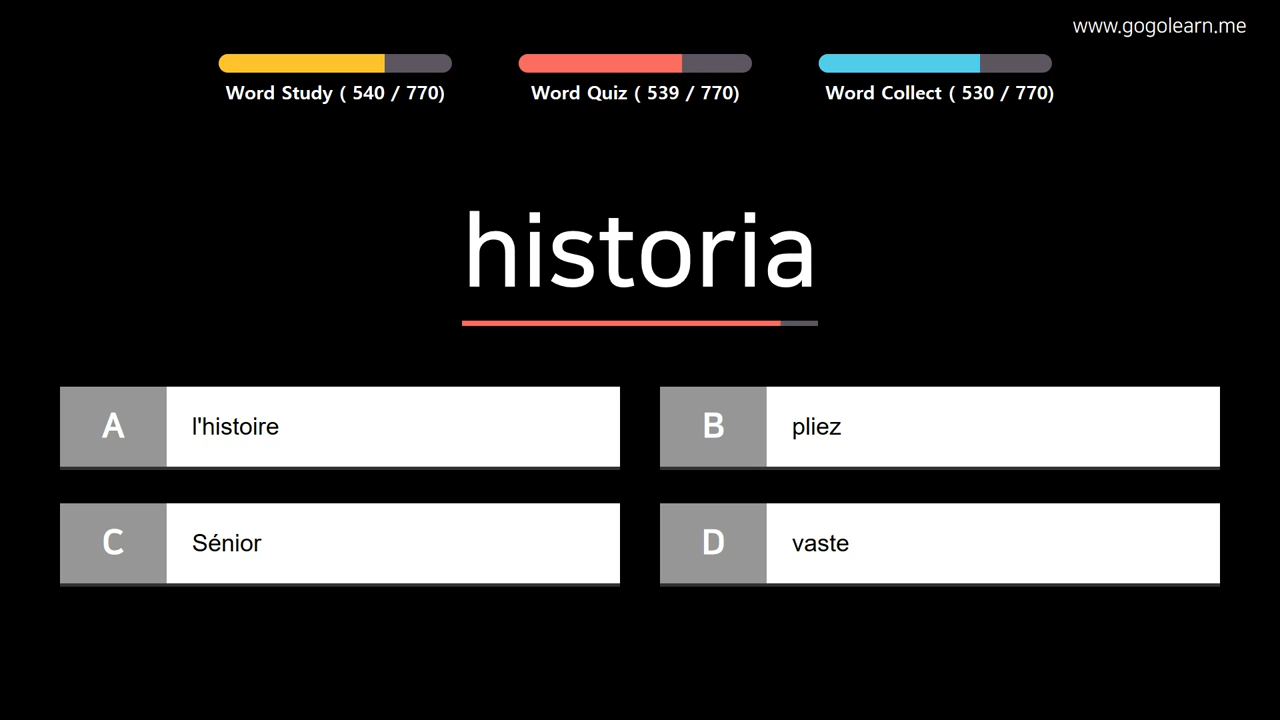 www.gogolearn.me
Word Study ( 540 / 770)
Word Quiz ( 539 / 770)
Word Collect ( 530 / 770)
historia
A l'histoire
B pliez
C Sénior
D vaste